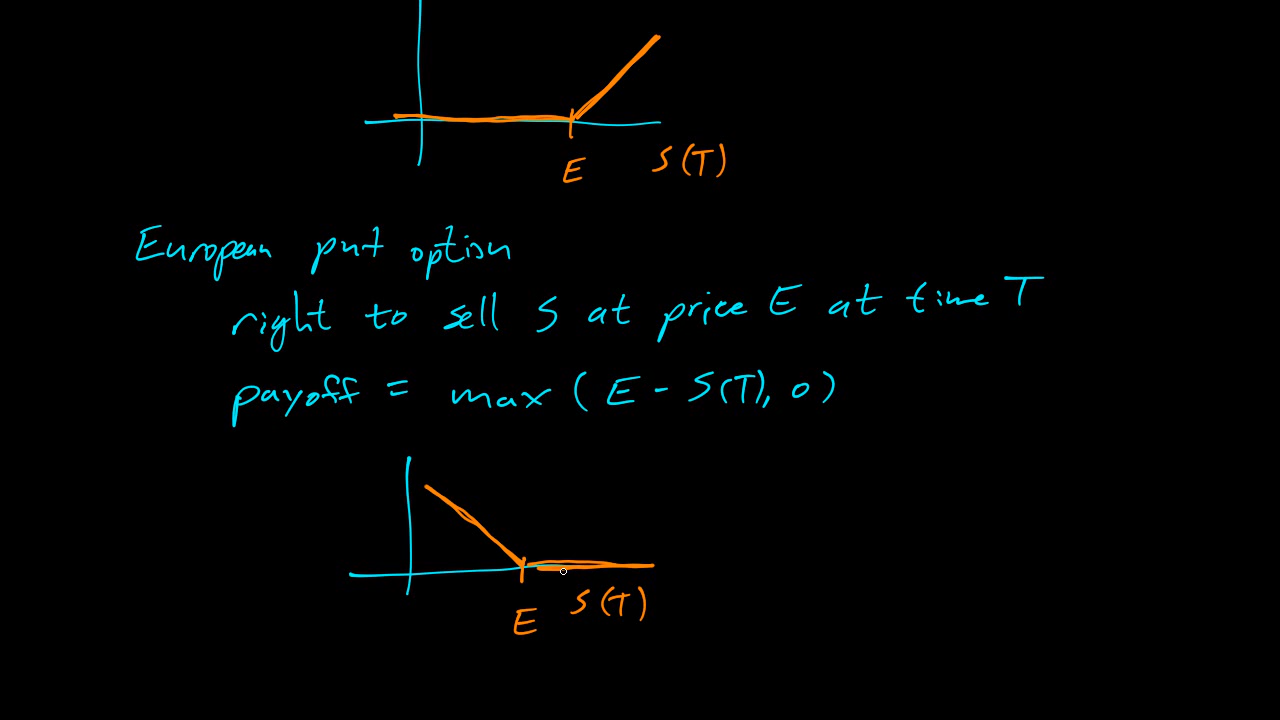 E S(T)
European put option
right to sell S at price E at time T
payoff = max ( E - S(T), 0 )
E S(T)